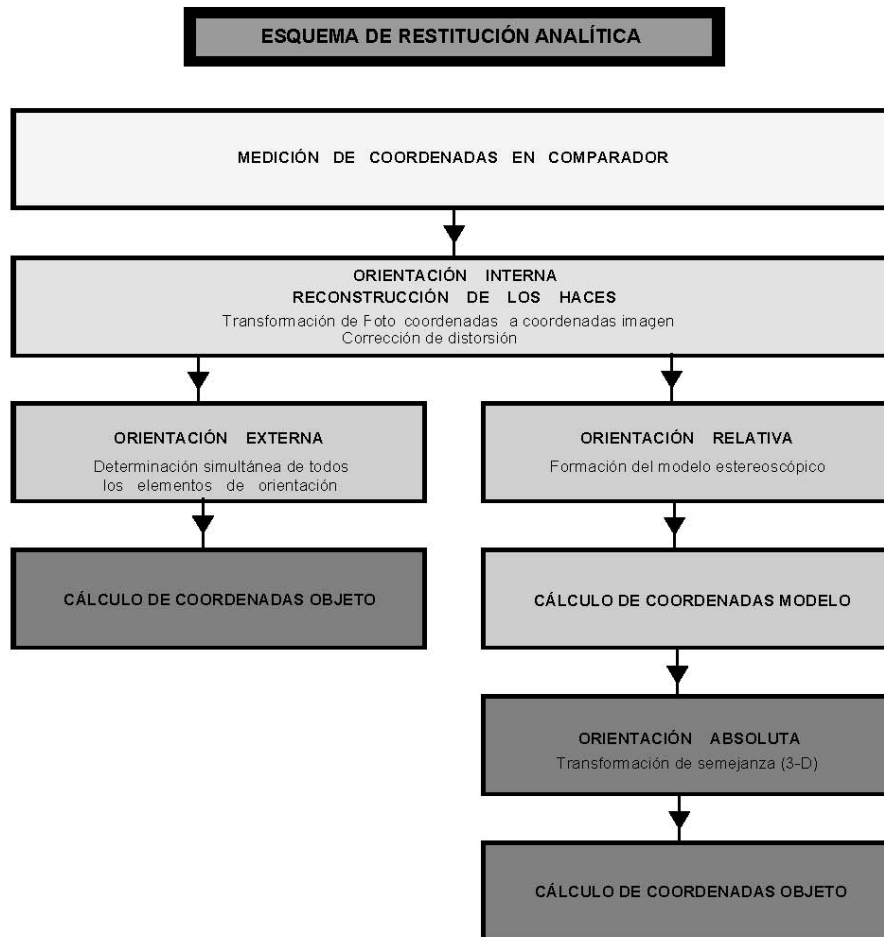 ESQUEMA DE RESTITUCIÓN ANALÍTICA
MEDICIÓN DE COORDENADAS EN COMPARADOR
ORIENTACIÓN INTERNA
RECONSTRUCCIÓN DE LOS HACES
Transformación de Foto coordenadas a coordenadas imagen
Corrección de distorsión
ORIENTACIÓN EXTERNA
Determinación simultánea de todos
los elementos de orientación
CÁLCULO DE COORDENADAS OBJETO
ORIENTACIÓN RELATIVA
Formación del modelo estereoscópico
CÁLCULO DE COORDENADAS MODELO
ORIENTACIÓN ABSOLUTA
Transformación de semejanza (3-D)
CÁLCULO DE COORDENADAS OBJETO